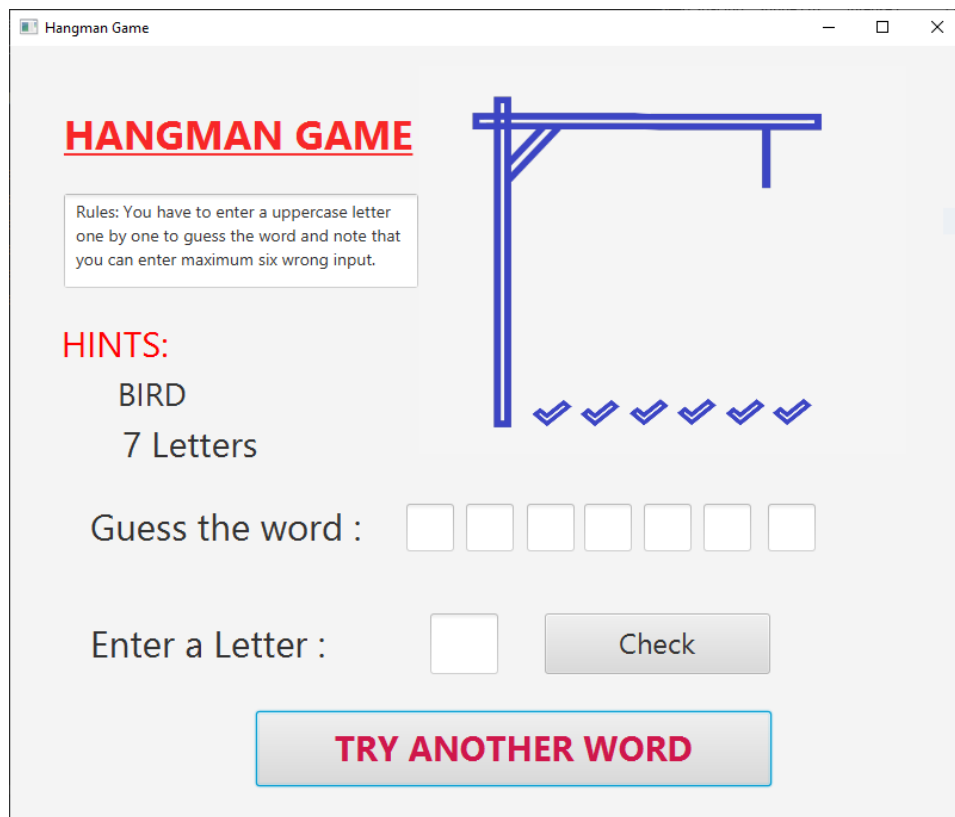 Hangman Game
HANGMAN GAME
Rules: You have to enter a uppercase letter
one by one to guess the word and note that
you can enter maximum six wrong input.
HINTS:
BIRD
7 Letters
Guess the word :
Enter a Letter :
Check
TRY ANOTHER WORD